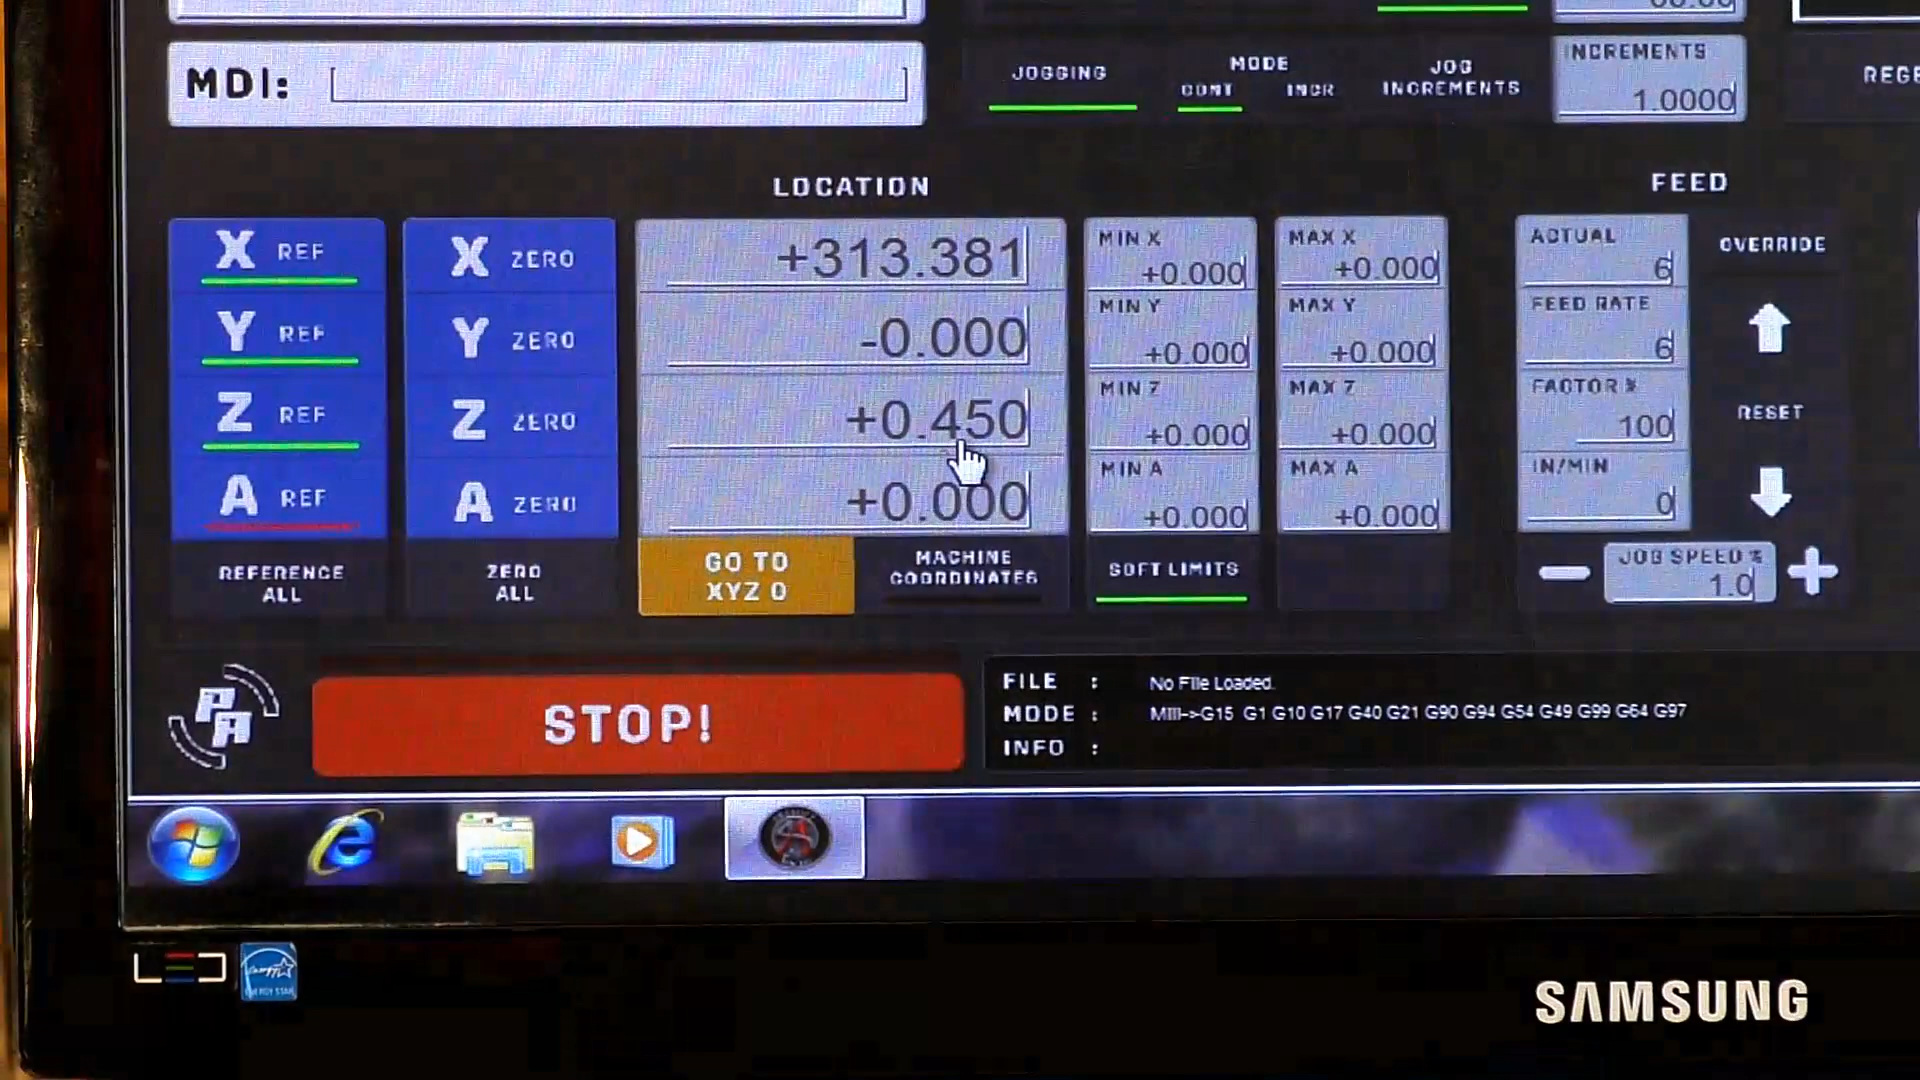 MDI:
JOGGING
MODE
CONT INCR
JOG
INCREMENTS
INCREMENTS
1.0000
LOCATION
FEED
X REF
X ZERO
+313.381
MIN X
+0.000
MAX X
+0.000
ACTUAL
6
OVERRIDE
Y REF
Y ZERO
-0.000
MIN Y
+0.000
MAX Y
+0.000
FEED RATE
6
Z REF
Z ZERO
+0.450
MIN Z
+0.000
MAX Z
+0.000
FACTOR %
100
RESET
A REF
A ZERO
+0.000
MIN A
+0.000
MAX A
+0.000
IN/MIN
0
REFERENCE
ALL
ZERO
ALL
GO TO
XYZ 0
MACHINE
COORDINATES
SOFT LIMITS
JOG SPEED %
1.0
PA
STOP!
FILE : No File Loaded.
MODE : Mill->G15 G1 G10 G17 G40 G21 G90 G94 G54 G49 G99 G64 G97
INFO :
LED
ENERGY STAR
SAMSUNG